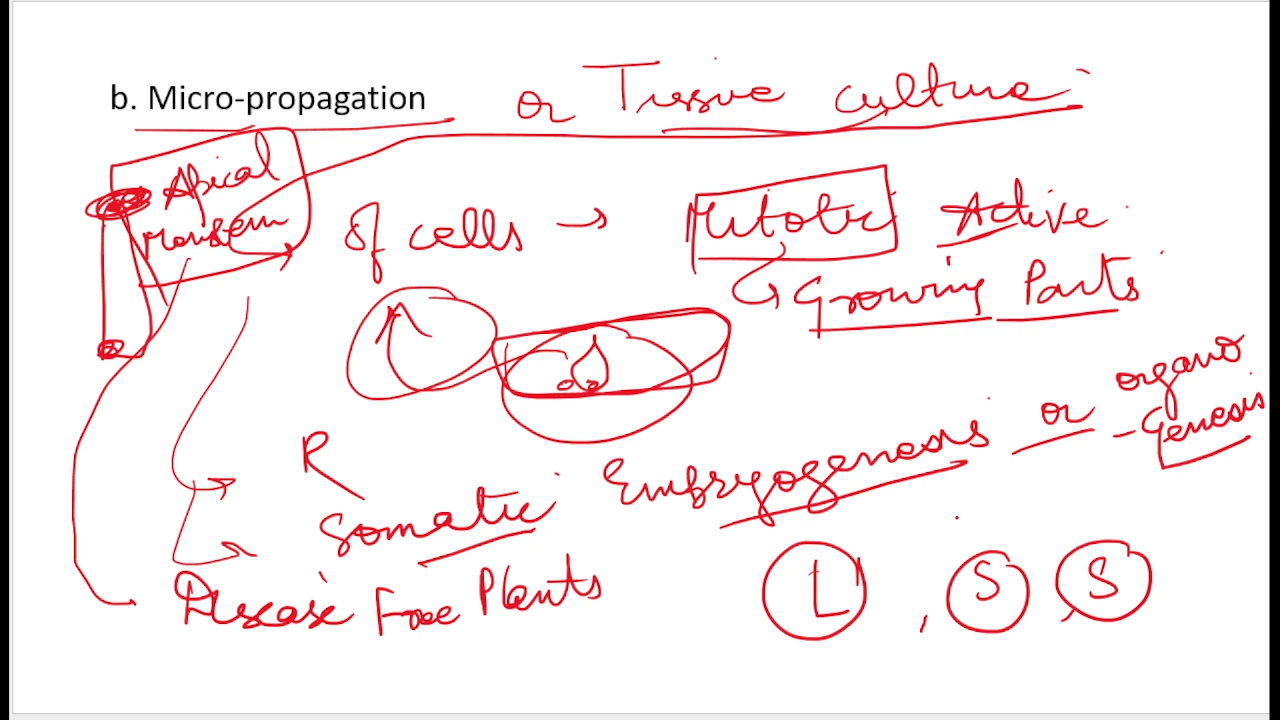 b. Micro-propagation or Tissue culture
Apical
Meristem
of cells → Mitotic Active
Growing Parts
organo
Somatic Embryogenesis or -Genesis
R
Disease Free Plants
L , S , S